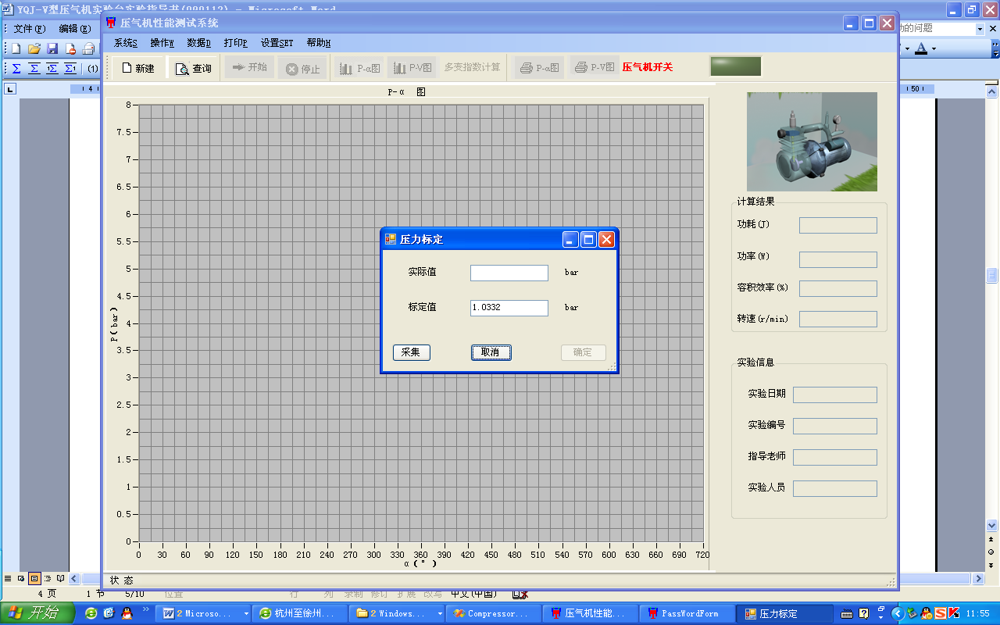 YQJ-V型压气机实验台实验指导书(080112) - Microsoft Word
文件(F) 编辑(E)
动的问题
压气机性能测试系统
系统S 操作W 数据D 打印P 设置SET 帮助H
新建 查询 开始 停止 P-α图 P-V图 多变指数计算 P-α图 P-V图 压气机开关
(1)
4
50
P-α 图
8
7.5
7
6.5
6
5.5
5
4.5
4
3.5
3
2.5
2
1.5
1
0.5
0
P(bar)
0 30 60 90 120 150 180 210 240 270 300 330 360 390 420 450 480 510 540 570 600 630 660 690 720
α(°)
压力标定
实际值 bar
标定值 1.0332 bar
采集 取消 确定
计算结果
功耗(J)
功率(W)
容积效率(%)
转速(r/min)
实验信息
实验日期
实验编号
指导老师
实验人员
状态
4 页 1 节 5/10 位置 行 列 录制 修订 扩展 改写 中文(中国)
开始 2 Microso... 杭州至徐州... 2 Windows... Compressor... 压气机性能... PassWordForm 压力标定 11:55